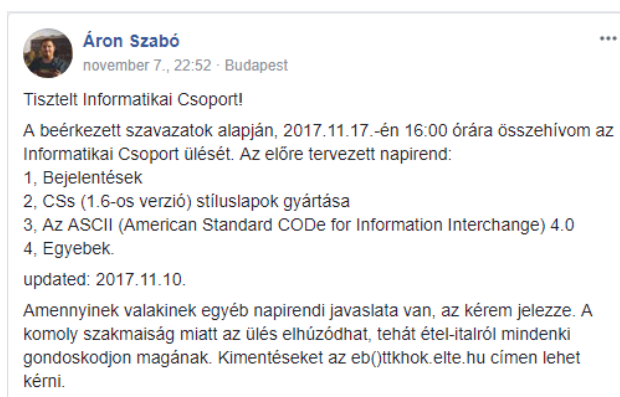 Áron Szabó
november 7., 22:52 · Budapest
Tisztelt Informatikai Csoport!
A beérkezett szavazatok alapján, 2017.11.17.-én 16:00 órára összehívom az
Informatikai Csoport ülését. Az előre tervezett napirend:
1, Bejelentések
2, CSs (1.6-os verzió) stíluslapok gyártása
3, Az ASCII (American Standard CODe for Information Interchange) 4.0
4, Egyebek.
updated: 2017.11.10.
Amennyinek valakinek egyéb napirendi javaslata van, az kérem jelezze. A
komoly szakmaiság miatt az ülés elhúzódhat, tehát étel-italról mindenki
gondoskodjon magának. Kimentéseket az eb()ttkhok.elte.hu címen lehet
kérni.